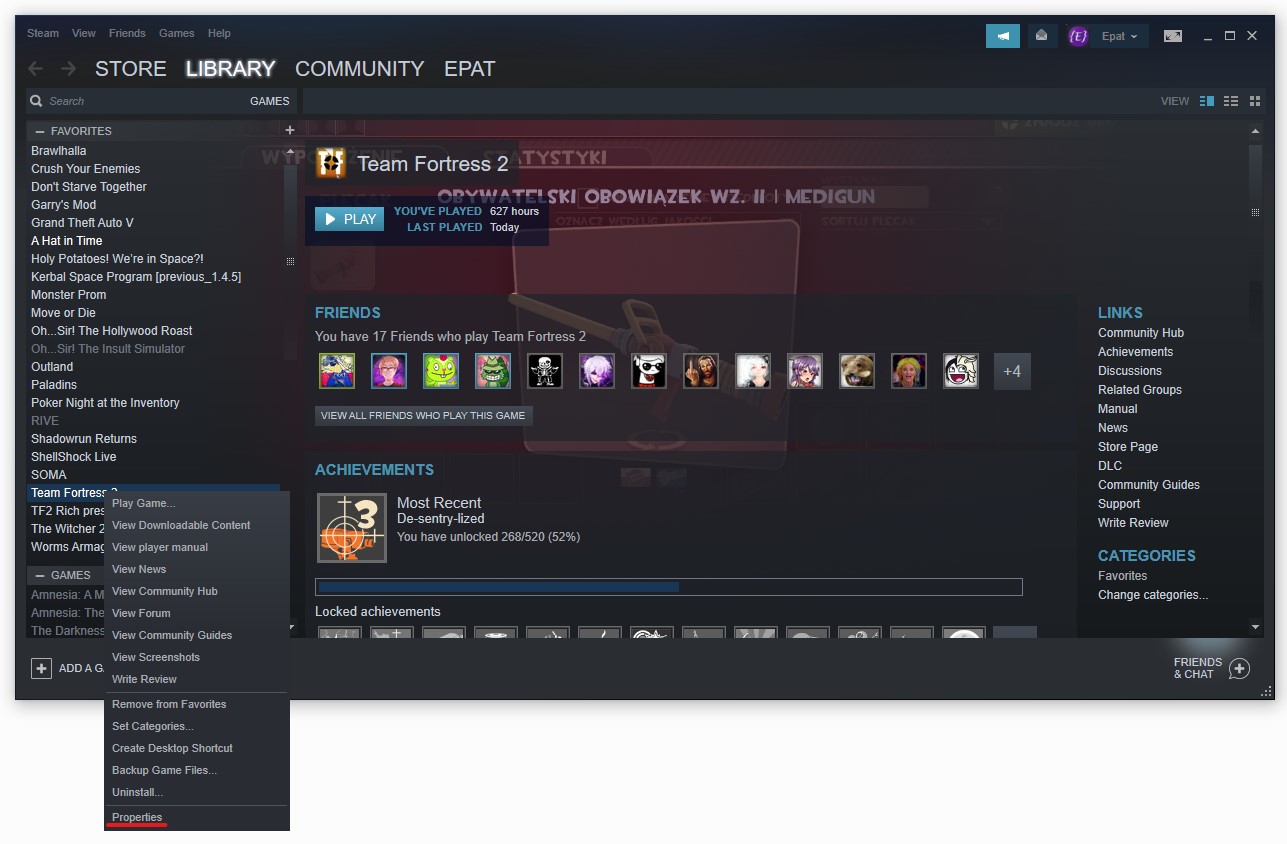 Steam View Friends Games Help
Epat
STORE LIBRARY COMMUNITY EPAT
Search GAMES
VIEW
FAVORITES
Brawlhalla
Crush Your Enemies
Don't Starve Together
Garry's Mod
Grand Theft Auto V
A Hat in Time
Holy Potatoes! We're in Space?!
Kerbal Space Program [previous_1.4.5]
Monster Prom
Move or Die
Oh...Sir! The Hollywood Roast
Oh...Sir! The Insult Simulator
Outland
Paladins
Poker Night at the Inventory
RIVE
Shadowrun Returns
ShellShock Live
SOMA
Team Fortress 2
TF2 Rich pres
The Witcher 2
Worms Armag
GAMES
Amnesia: A M
Amnesia: The
The Darkness
ADD A GA
Play Game...
View Downloadable Content
View player manual
View News
View Community Hub
View Forum
View Community Guides
View Screenshots
Write Review
Remove from Favorites
Set Categories...
Create Desktop Shortcut
Backup Game Files...
Uninstall...
Properties
STATYSTYKI
Team Fortress 2
OBYWATELSKI OBOWIĄZEK WZ. II | MEDIGUN
OZNACZ WEDŁUG JAKOŚCI
SORTUJ PLECAK
PLAY
YOU'VE PLAYED 627 hours
LAST PLAYED Today
FRIENDS
You have 17 Friends who play Team Fortress 2
+4
VIEW ALL FRIENDS WHO PLAY THIS GAME
ACHIEVEMENTS
3
Most Recent
De-sentry-lized
You have unlocked 268/520 (52%)
Locked achievements
LINKS
Community Hub
Achievements
Discussions
Related Groups
Manual
News
Store Page
DLC
Community Guides
Support
Write Review
CATEGORIES
Favorites
Change categories...
FRIENDS
& CHAT